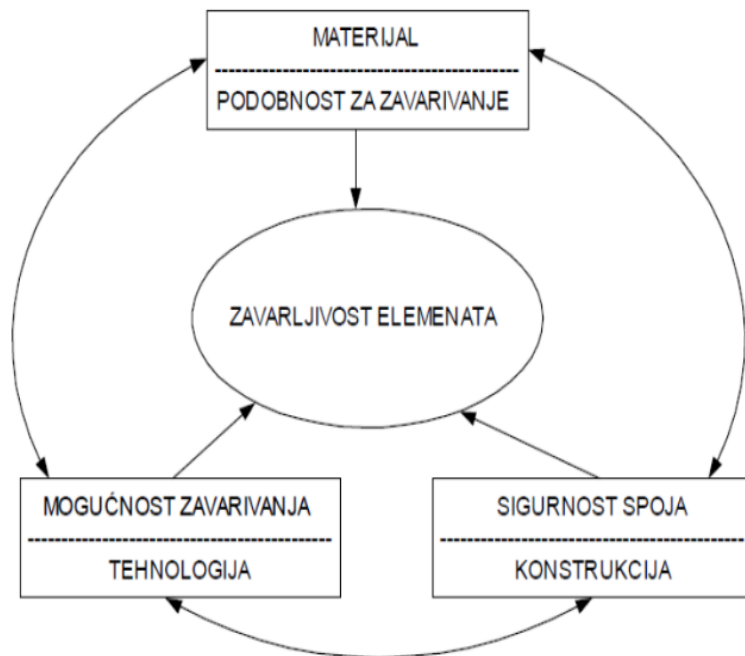 MATERIJAL
PODOBNOST ZA ZAVARIVANJE
ZAVARLJIVOST ELEMENATA
MOGUĆNOST ZAVARIVANJA
TEHNOLOGIJA
SIGURNOST SPOJA
KONSTRUKCIJA